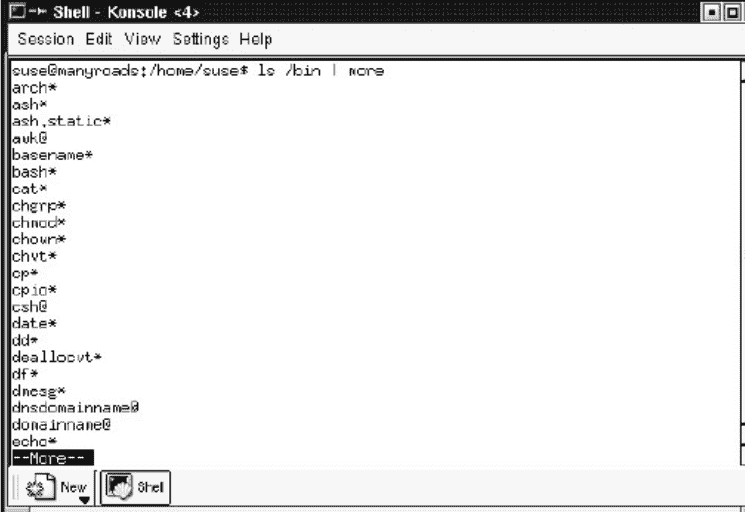 Shell - Konsole <4>
Session Edit View Settings Help
suse@manyroads:/home/suse$ ls /bin | more
arch*
ash*
ash.static*
awk@
basename*
bash*
cat*
chgrp*
chmod*
chown*
chvt*
cp*
cpio*
csh@
date*
dd*
deallocvt*
df*
dmesg*
dnsdomainname@
domainname@
echo*
--More--
New
Shell